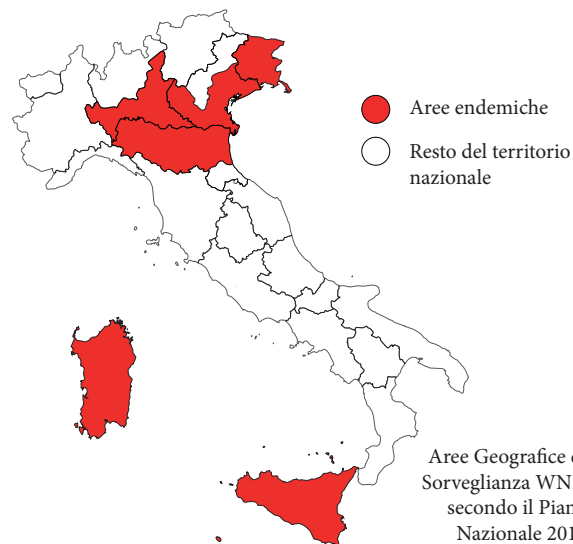 Aree endemiche
Resto del territorio
nazionale
Aree Geografice
Sorveglianza WN
secondo il Pian
Nazionale 201